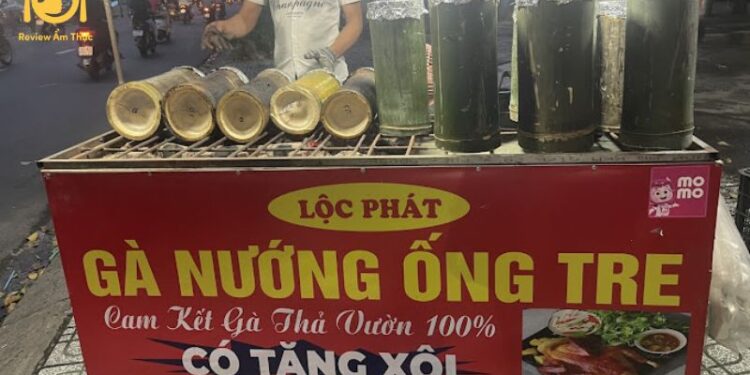 Review Ẩm Thực
Champagne
LỘC PHÁT
mo
mo
GÀ NƯỚNG ỐNG TRE
Cam Kết Gà Thả Vườn 100%
CÓ TẶNG XÔI